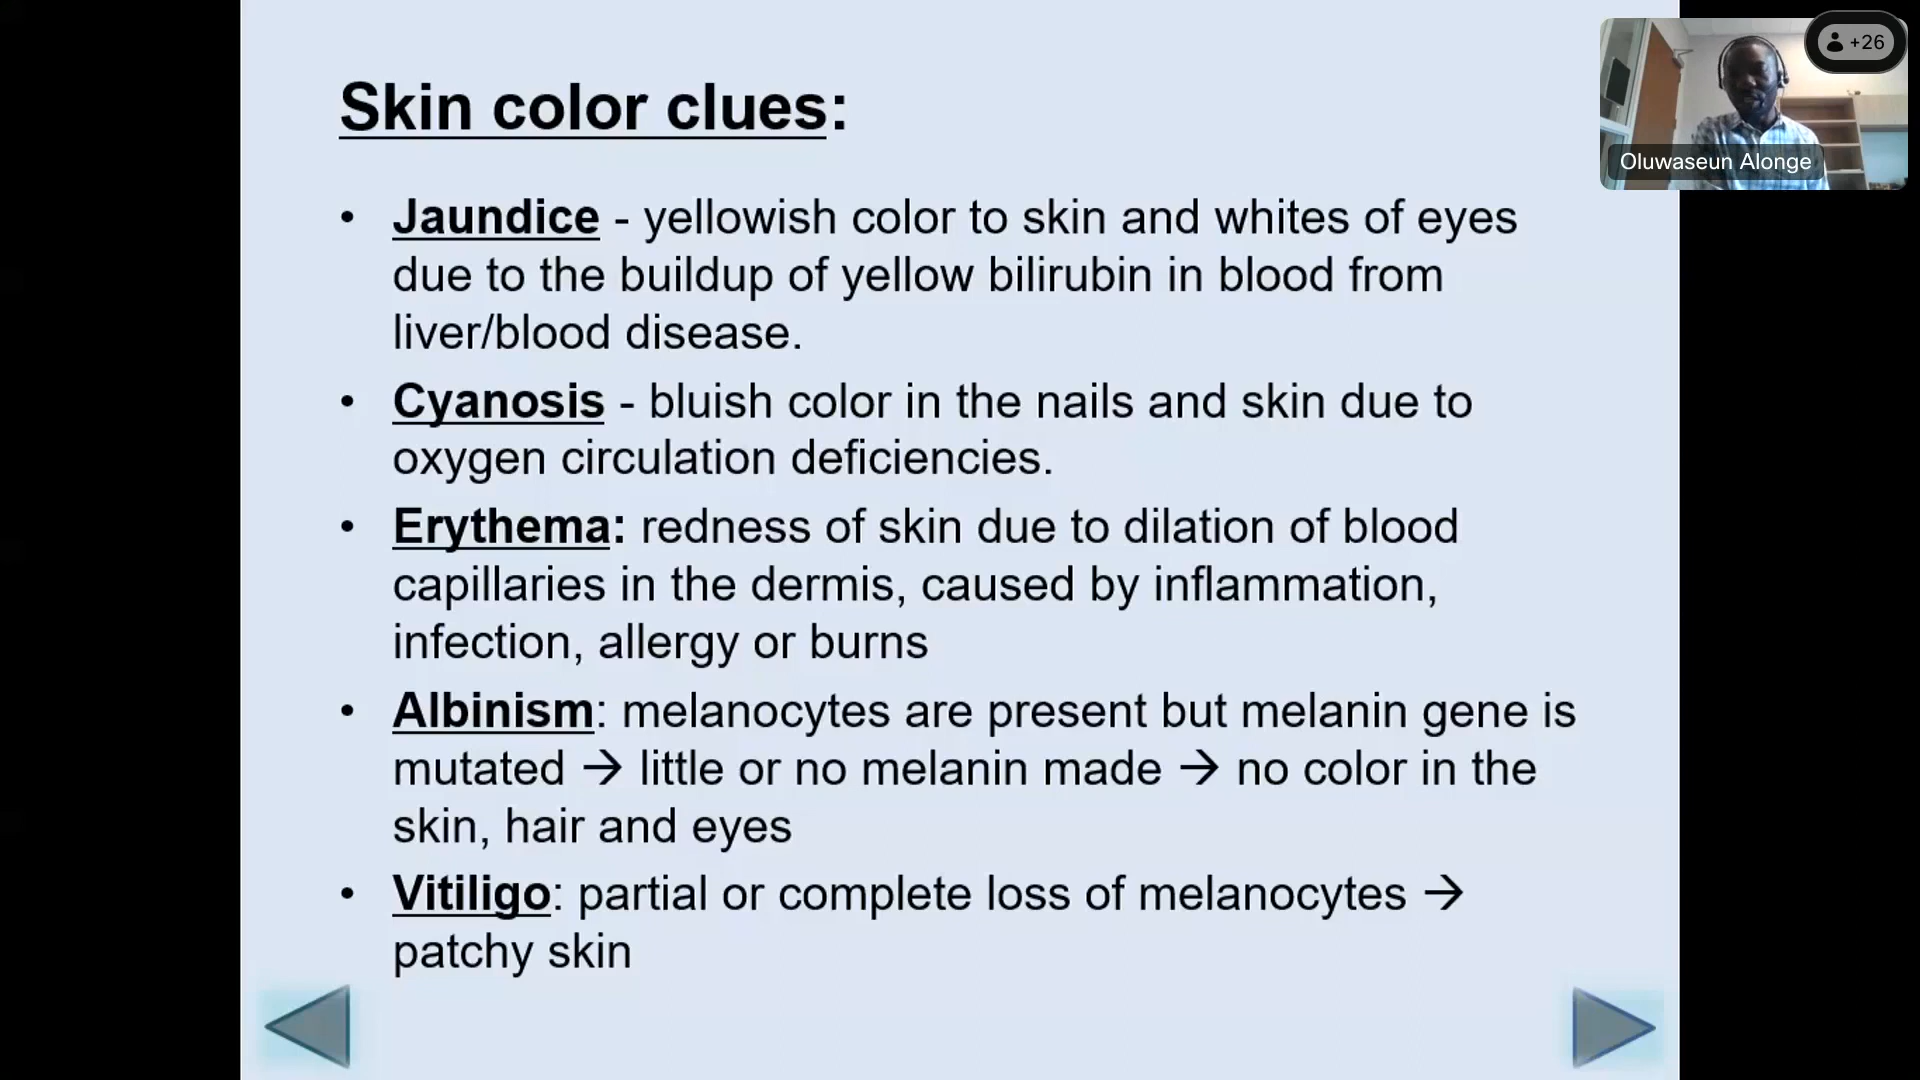 Skin color clues:
• Jaundice - yellowish color to skin and whites of eyes
due to the buildup of yellow bilirubin in blood from
liver/blood disease.
• Cyanosis - bluish color in the nails and skin due to
oxygen circulation deficiencies.
• Erythema: redness of skin due to dilation of blood
capillaries in the dermis, caused by inflammation,
infection, allergy or burns
• Albinism: melanocytes are present but melanin gene is
mutated → little or no melanin made → no color in the
skin, hair and eyes
• Vitiligo: partial or complete loss of melanocytes →
patchy skin
+26
Oluwaseun Alonge